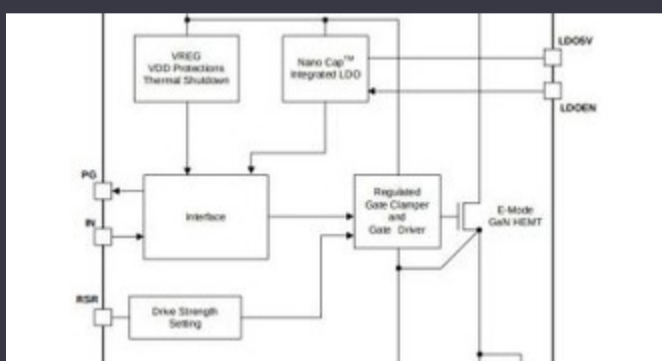 VREG
VDD Protections
Thermal Shutdown
Nano Cap™
Integrated LDO
LDO5V
LDOEN
PG
IN
Interface
Regulated
Gate Clamper
and
Gate Driver
E-Mode
GaN HEMT
RSR
Drive Strength
Setting